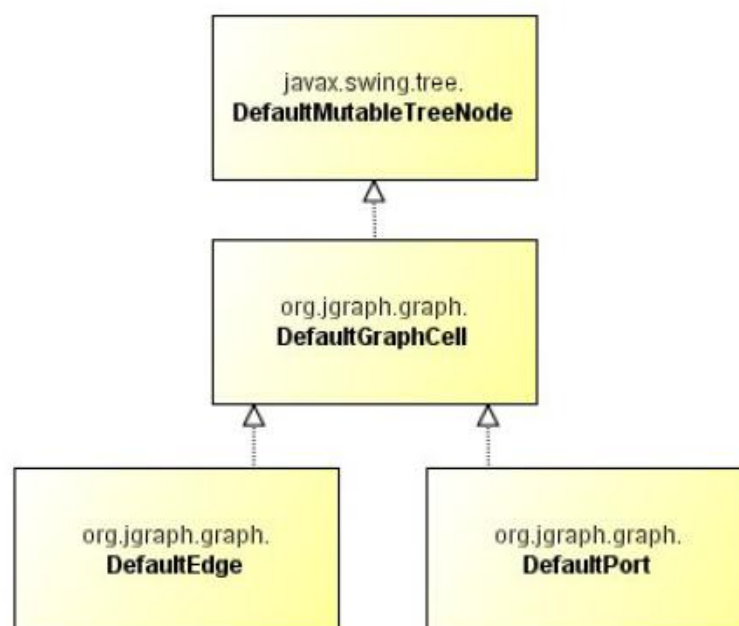 javax.swing.tree.
DefaultMutableTreeNode
org.jgraph.graph.
DefaultGraphCell
org.jgraph.graph.
DefaultEdge
org.jgraph.graph.
DefaultPort